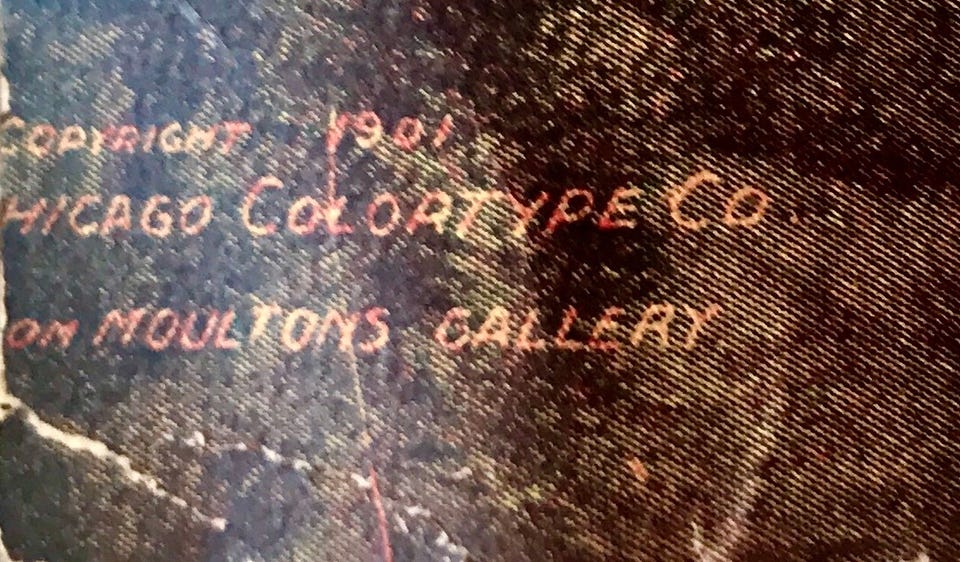 COPYRIGHT 1901
HICAGO COLORTYPE CO.
OM MOULTONS GALLERY